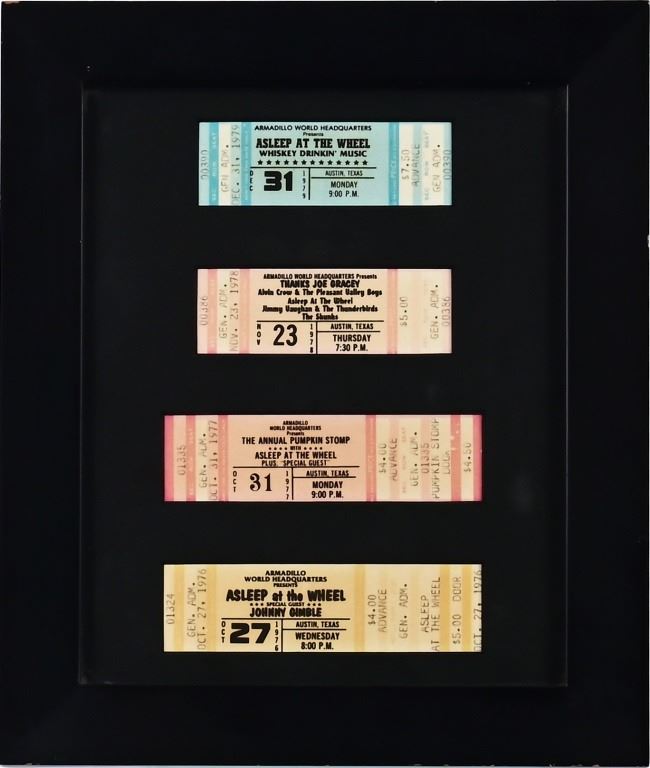 00390
GEN ADM.
DEC. 31, 1979
ARMADILLO WORLD HEADQUARTERS
Presents
ASLEEP AT THE WHEEL
WHISKEY DRINKIN' MUSIC
★★★★★★★★★★★
DEC 31 1979
AUSTIN, TEXAS
MONDAY
9:00 P.M.
$7.50
ADVANCE
GEN ADM.
00390
00386
GEN. ADM.
NOV. 23, 1978
ARMADILLO WORLD HEADQUARTERS Presents
THANKS JOE GRACEY
Alvin Crow & The Pleasant Valley Boys
Asleep At The Wheel
Jimmy Vaughan & The Thunderbirds
The Skunks
NOV 23 1978
AUSTIN, TEXAS
THURSDAY
7:30 P.M.
$5.00
GEN. ADM.
00386
01335
GEN. ADM.
OCT. 31, 1977
ARMADILLO
WORLD HEADQUARTERS
Presents
THE ANNUAL PUMPKIN STOMP
★★★★ WITH ★★★★
ASLEEP AT THE WHEEL
PLUS: "SPECIAL GUEST"
OCT 31 1977
AUSTIN, TEXAS
MONDAY
9:00 P.M.
$4.00
ADVANCE
GEN. ADM.
01335
PUMPKIN STOMP
DOOR
$4.50
01324
GEN. ADM.
OCT. 27, 1976
ARMADILLO
WORLD HEADQUARTERS
PRESENTS
ASLEEP at the WHEEL
★★★ SPECIAL GUEST ★★★
JOHNNY GIMBLE
OCT 27 1976
AUSTIN, TEXAS
WEDNESDAY
8:00 P.M.
$4.00
ADVANCE
GEN. ADM.
ASLEEP
AT THE WHEEL
$5.00 DOOR
OCT. 27, 1976